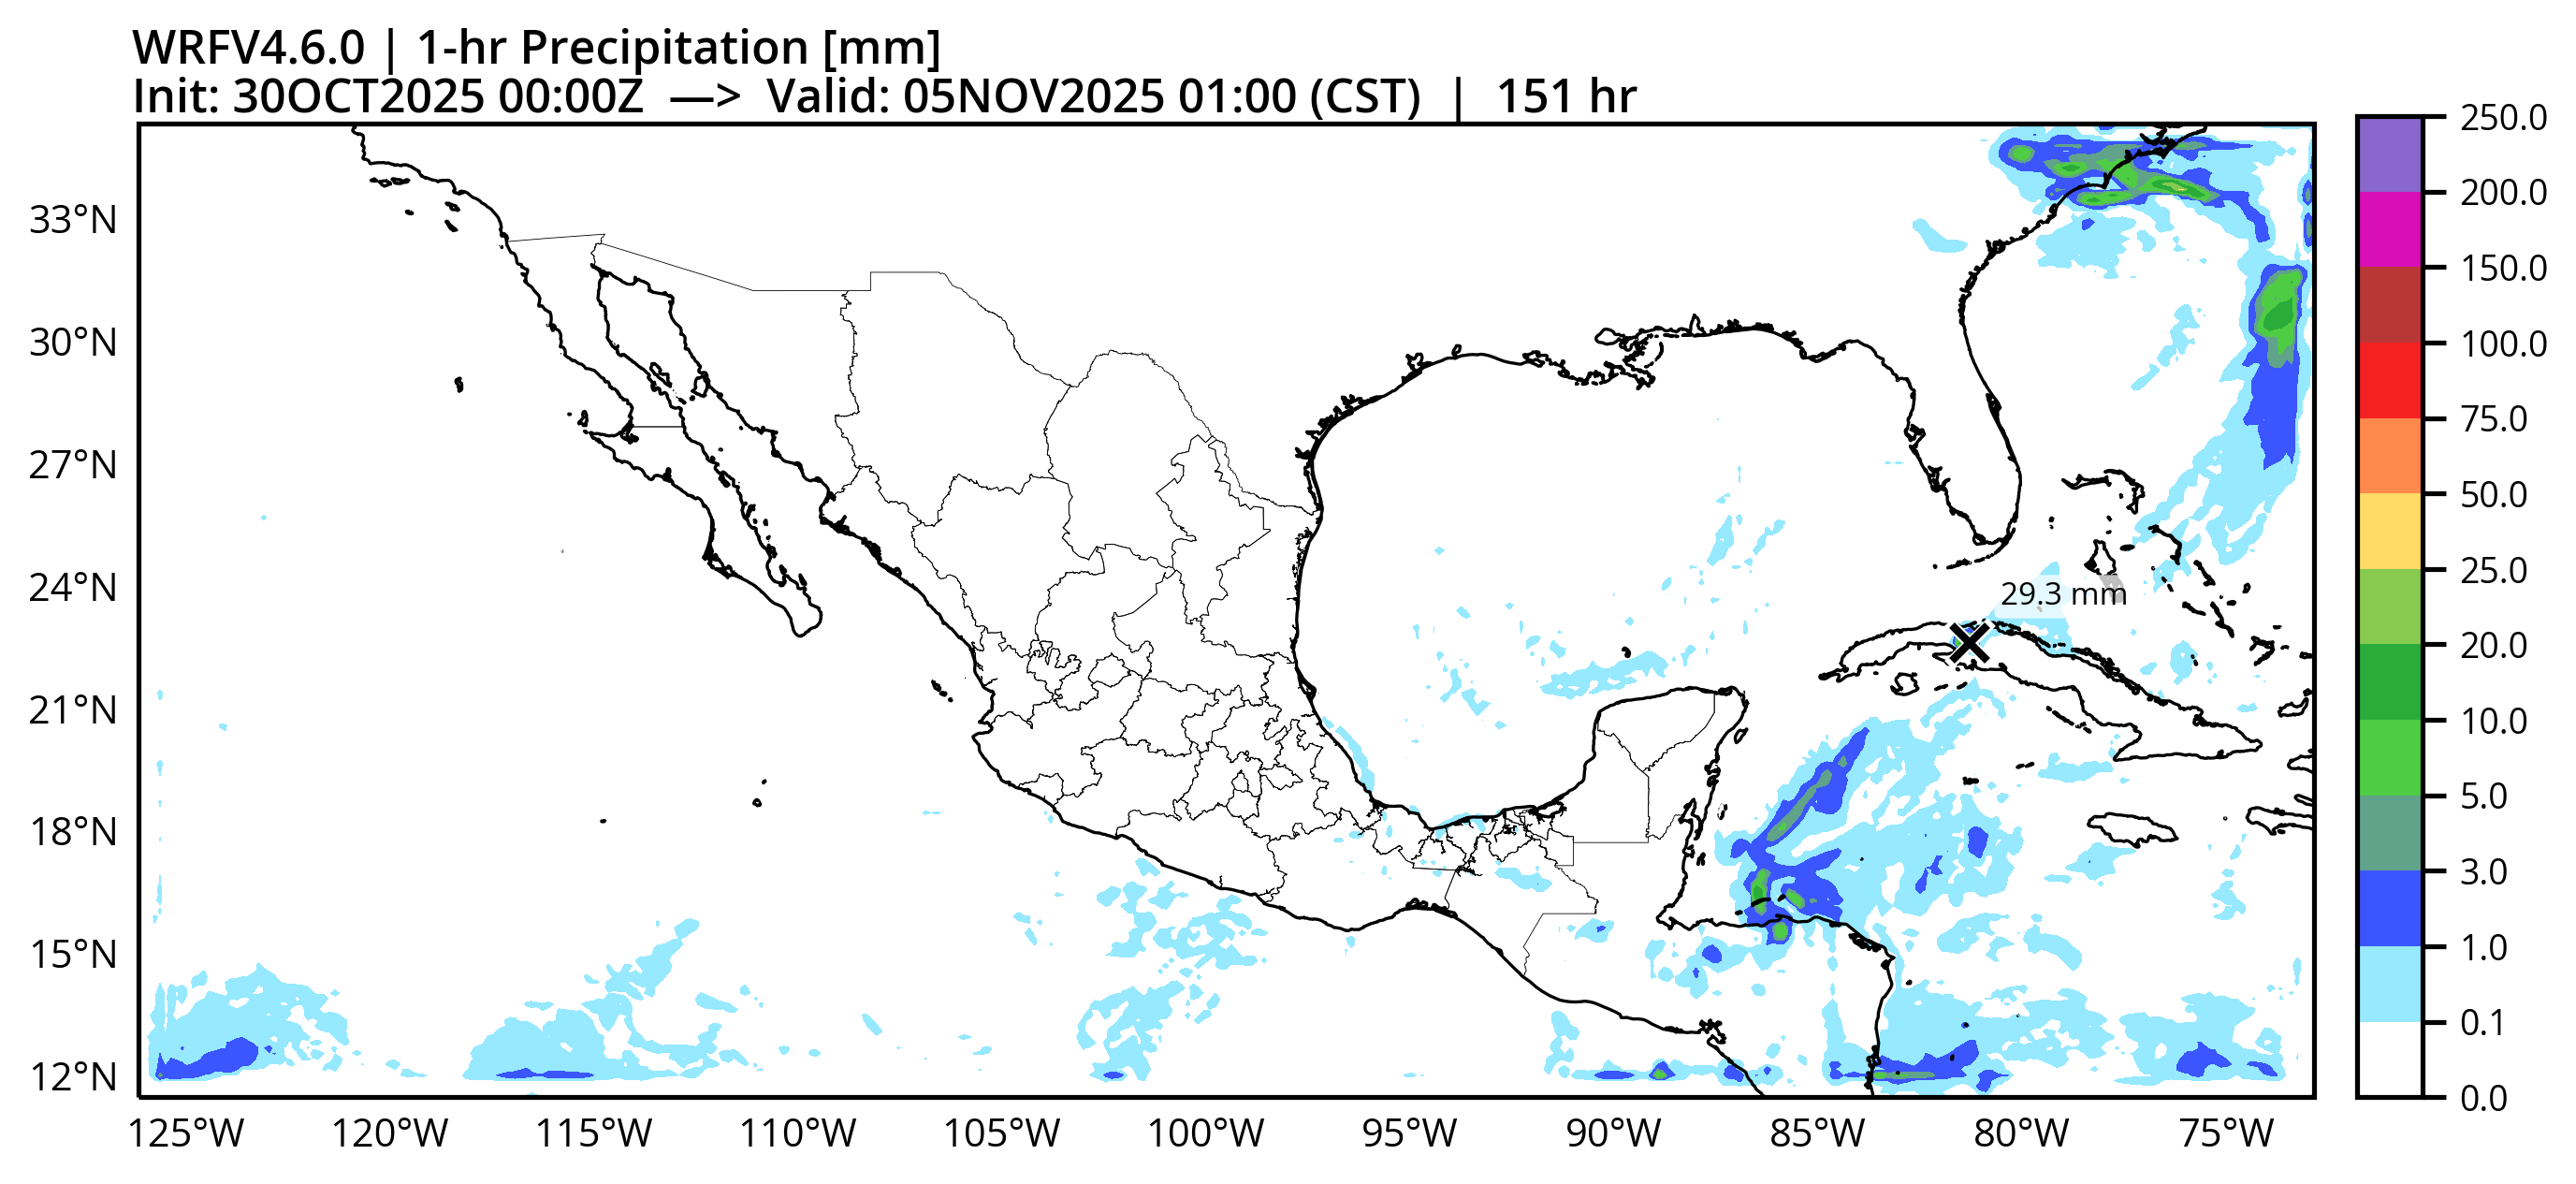 WRFV4.6.0 | 1-hr Precipitation [mm]
Init: 30OCT2025 00:00Z —> Valid: 05NOV2025 01:00 (CST) | 151 hr
250.0
200.0
150.0
100.0
75.0
50.0
25.0
20.0
10.0
5.0
3.0
1.0
0.1
0.0
33°N
30°N
27°N
24°N
21°N
18°N
15°N
12°N
29.3 mm
125°W 120°W 115°W 110°W 105°W 100°W 95°W 90°W 85°W 80°W 75°W